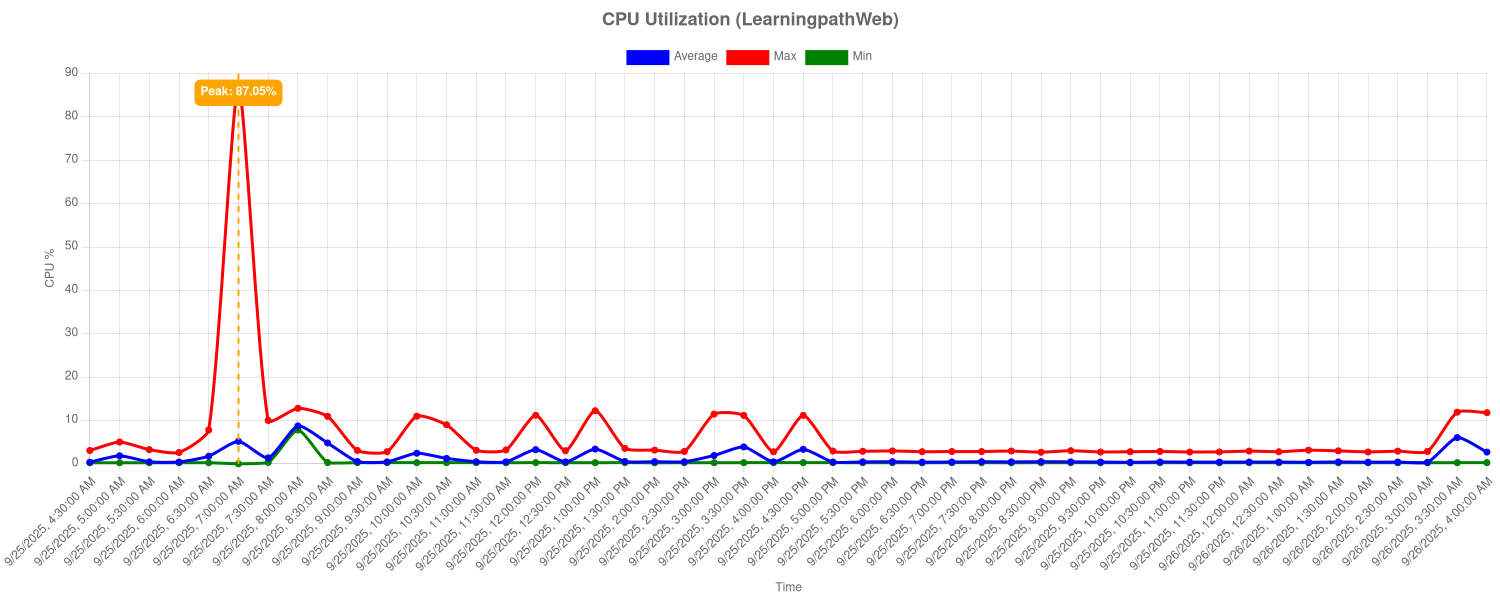 CPU Utilization (LearningpathWeb)
Average Max Min
Peak: 87.05%
90
80
70
60
50
40
30
20
10
0
CPU %
9/25/2025, 4:30:00 AM
9/25/2025, 5:00:00 AM
9/25/2025, 5:30:00 AM
9/25/2025, 6:00:00 AM
9/25/2025, 6:30:00 AM
9/25/2025, 7:00:00 AM
9/25/2025, 7:30:00 AM
9/25/2025, 8:00:00 AM
9/25/2025, 8:30:00 AM
9/25/2025, 9:00:00 AM
9/25/2025, 9:30:00 AM
9/25/2025, 10:00:00 AM
9/25/2025, 10:30:00 AM
9/25/2025, 11:00:00 AM
9/25/2025, 11:30:00 AM
9/25/2025, 12:00:00 PM
9/25/2025, 12:30:00 PM
9/25/2025, 1:00:00 PM
9/25/2025, 1:30:00 PM
9/25/2025, 2:00:00 PM
9/25/2025, 2:30:00 PM
9/25/2025, 3:00:00 PM
9/25/2025, 3:30:00 PM
9/25/2025, 4:00:00 PM
9/25/2025, 4:30:00 PM
9/25/2025, 5:00:00 PM
9/25/2025, 5:30:00 PM
9/25/2025, 6:00:00 PM
9/25/2025, 6:30:00 PM
9/25/2025, 7:00:00 PM
9/25/2025, 7:30:00 PM
9/25/2025, 8:00:00 PM
9/25/2025, 8:30:00 PM
9/25/2025, 9:00:00 PM
9/25/2025, 9:30:00 PM
9/25/2025, 10:00:00 PM
9/25/2025, 10:30:00 PM
9/25/2025, 11:00:00 PM
9/25/2025, 11:30:00 PM
9/26/2025, 12:00:00 AM
9/26/2025, 12:30:00 AM
9/26/2025, 1:00:00 AM
9/26/2025, 1:30:00 AM
9/26/2025, 2:00:00 AM
9/26/2025, 2:30:00 AM
9/26/2025, 3:00:00 AM
9/26/2025, 3:30:00 AM
9/26/2025, 4:00:00 AM
Time